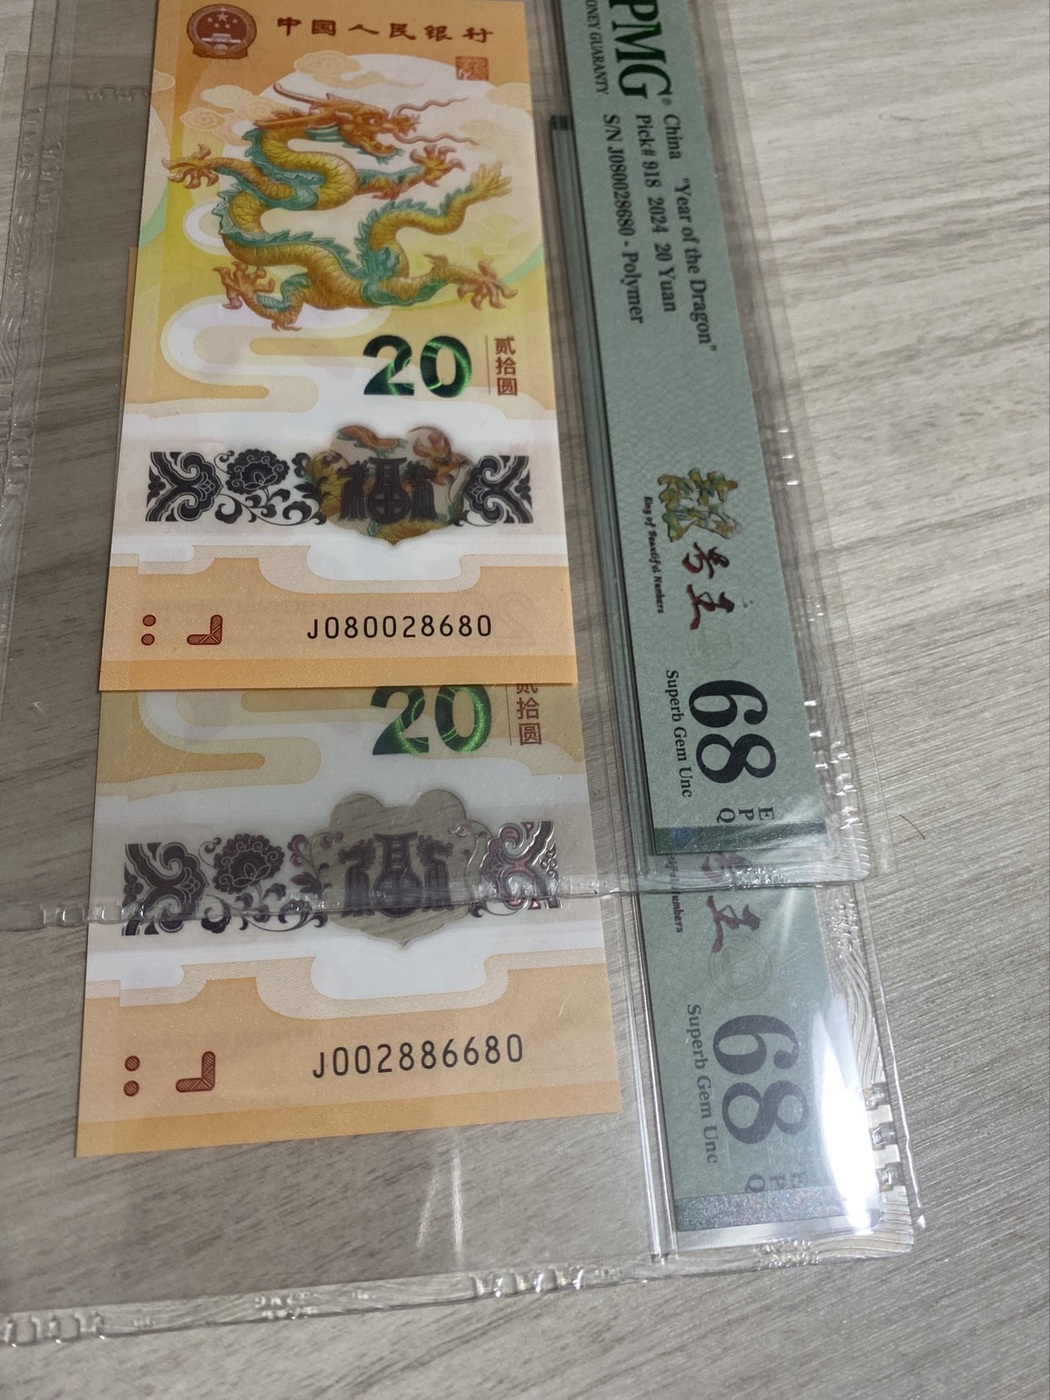 中国人民银行
20
贰拾圆
福
J080028680
20
贰拾圆
福
J002886680
PMG®
MONEY GUARANTY
China "Year of the Dragon"
Pick# 918 2024 20 Yuan
S/N J080028680 - Polymer
King of Beautiful Numbers
68
EPQ
Superb Gem Unc
68
EPQ
Superb Gem Unc